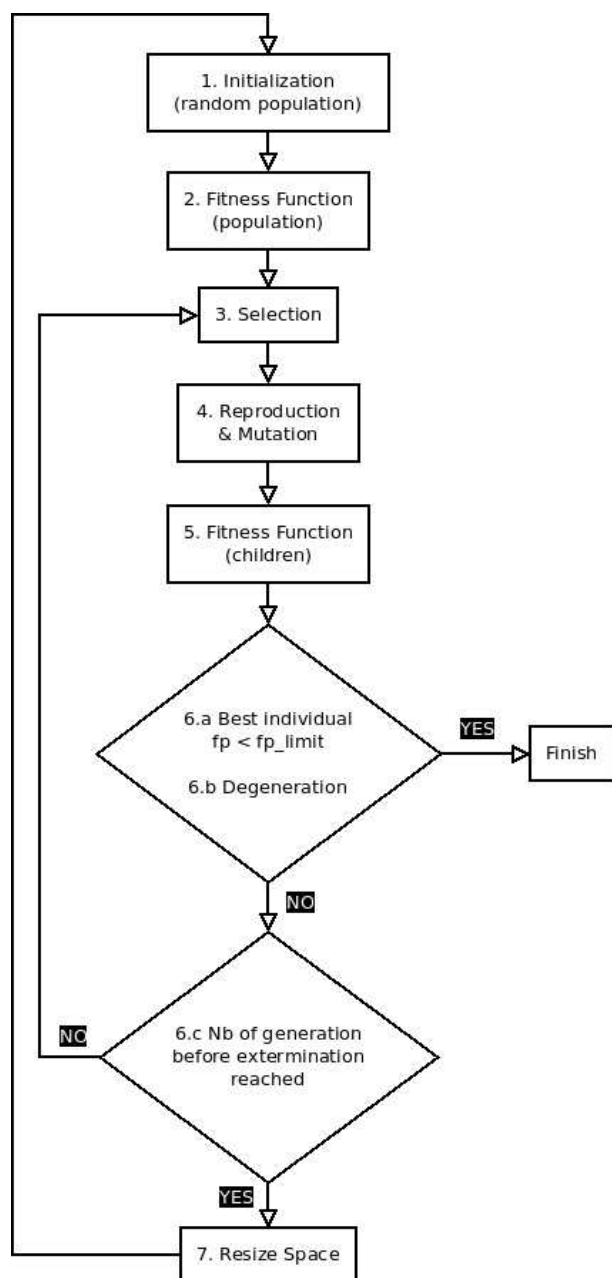 1. Initialization
(random population)
2. Fitness Function
(population)
3. Selection
4. Reproduction
& Mutation
5. Fitness Function
(children)
6.a Best individual
fp < fp_limit
6.b Degeneration
YES
Finish
NO
6.c Nb of generation
before extermination
reached
NO
YES
7. Resize Space